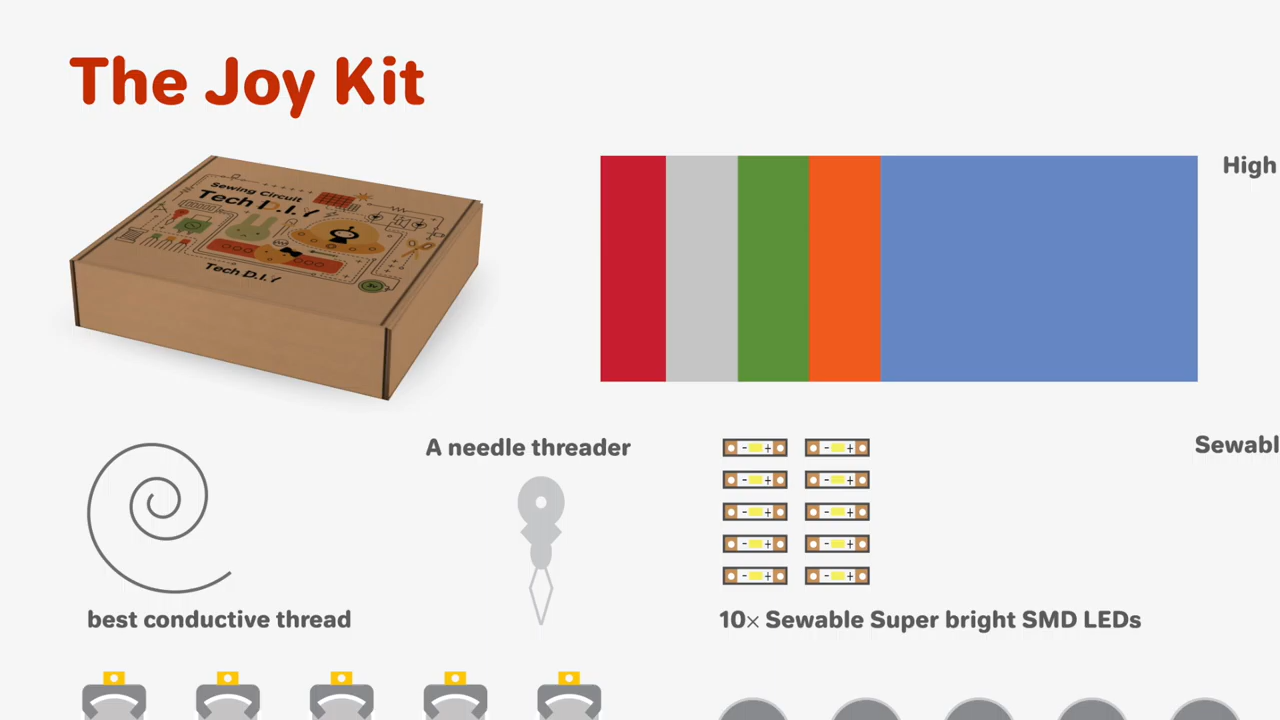 The Joy Kit
Sewing Circuit
Tech D.I.Y
Tech D.I.Y
3v
High
A needle threader
Sewabl
best conductive thread
10× Sewable Super bright SMD LEDs